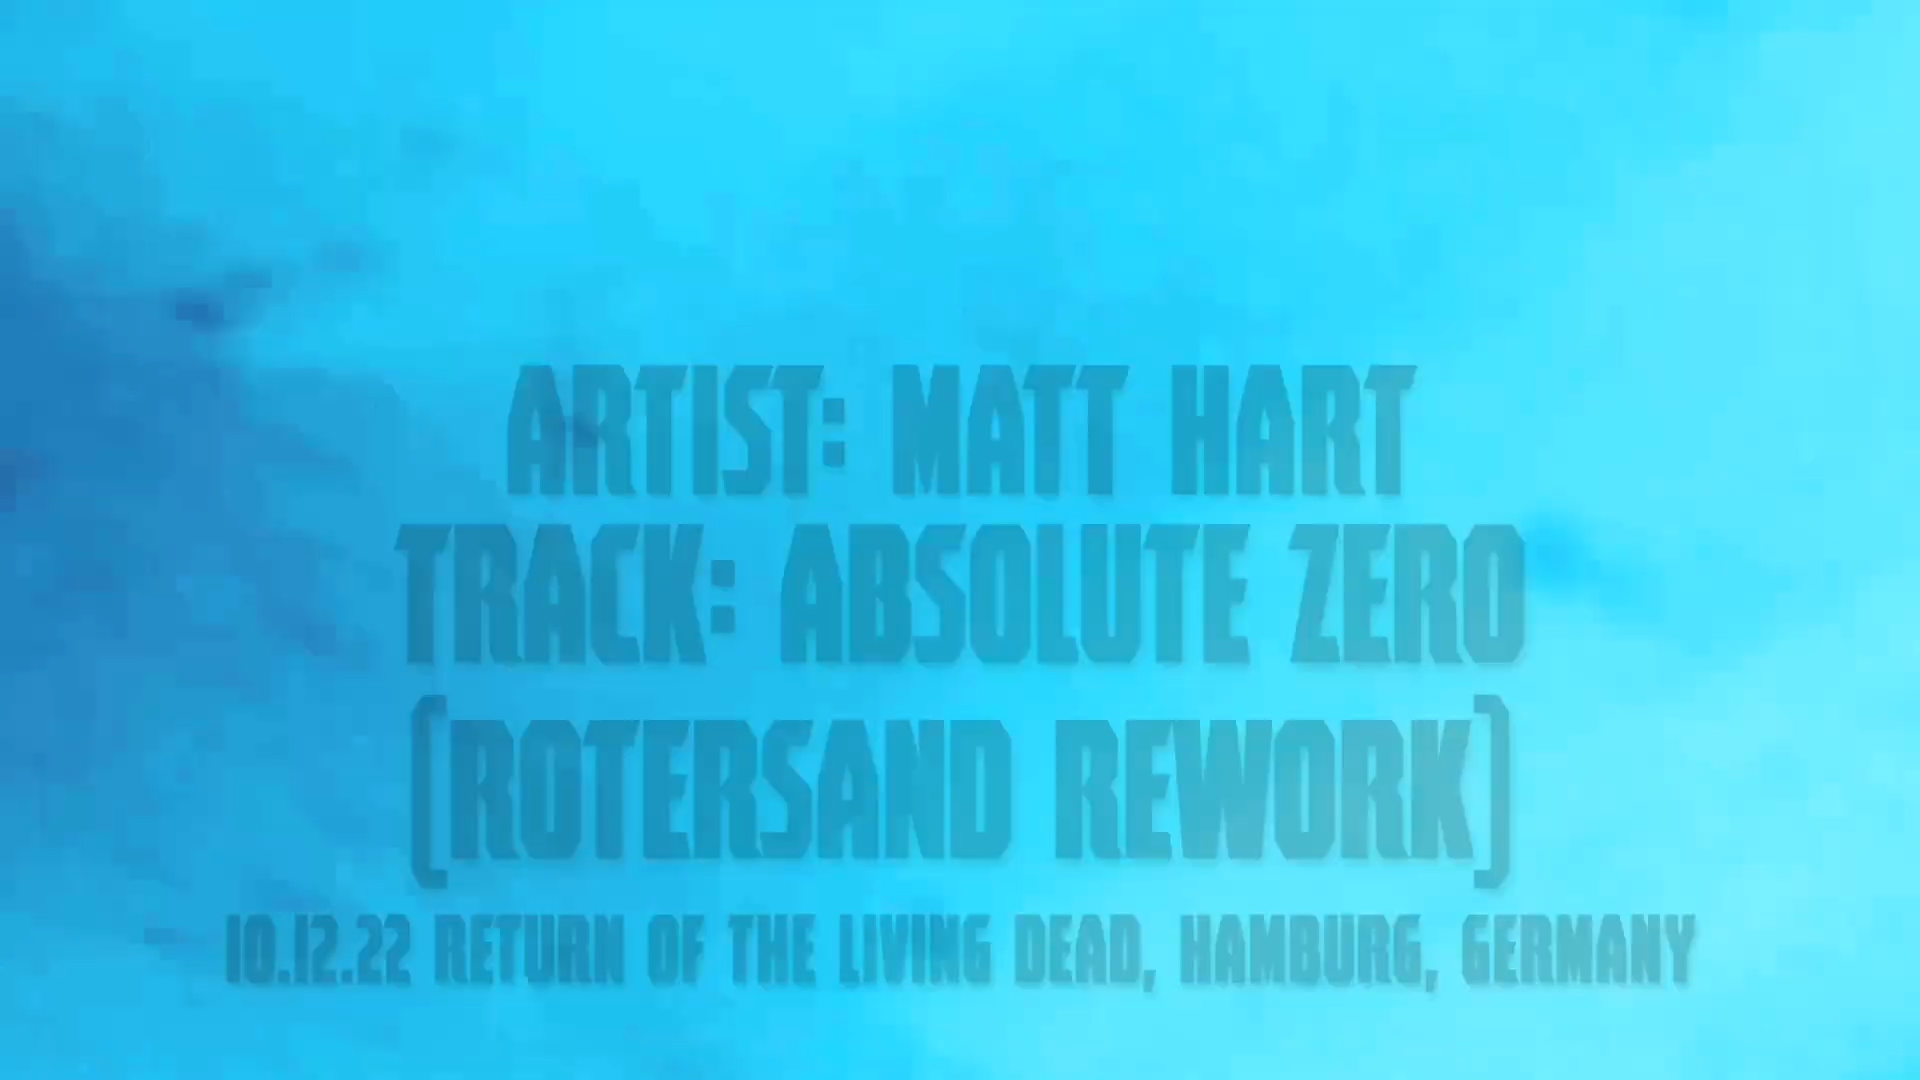 ARTIST: MATT HART
TRACK: ABSOLUTE ZERO
(ROTERSAND REWORK)
10.12.22 RETURN OF THE LIVING DEAD, HAMBURG, GERMANY